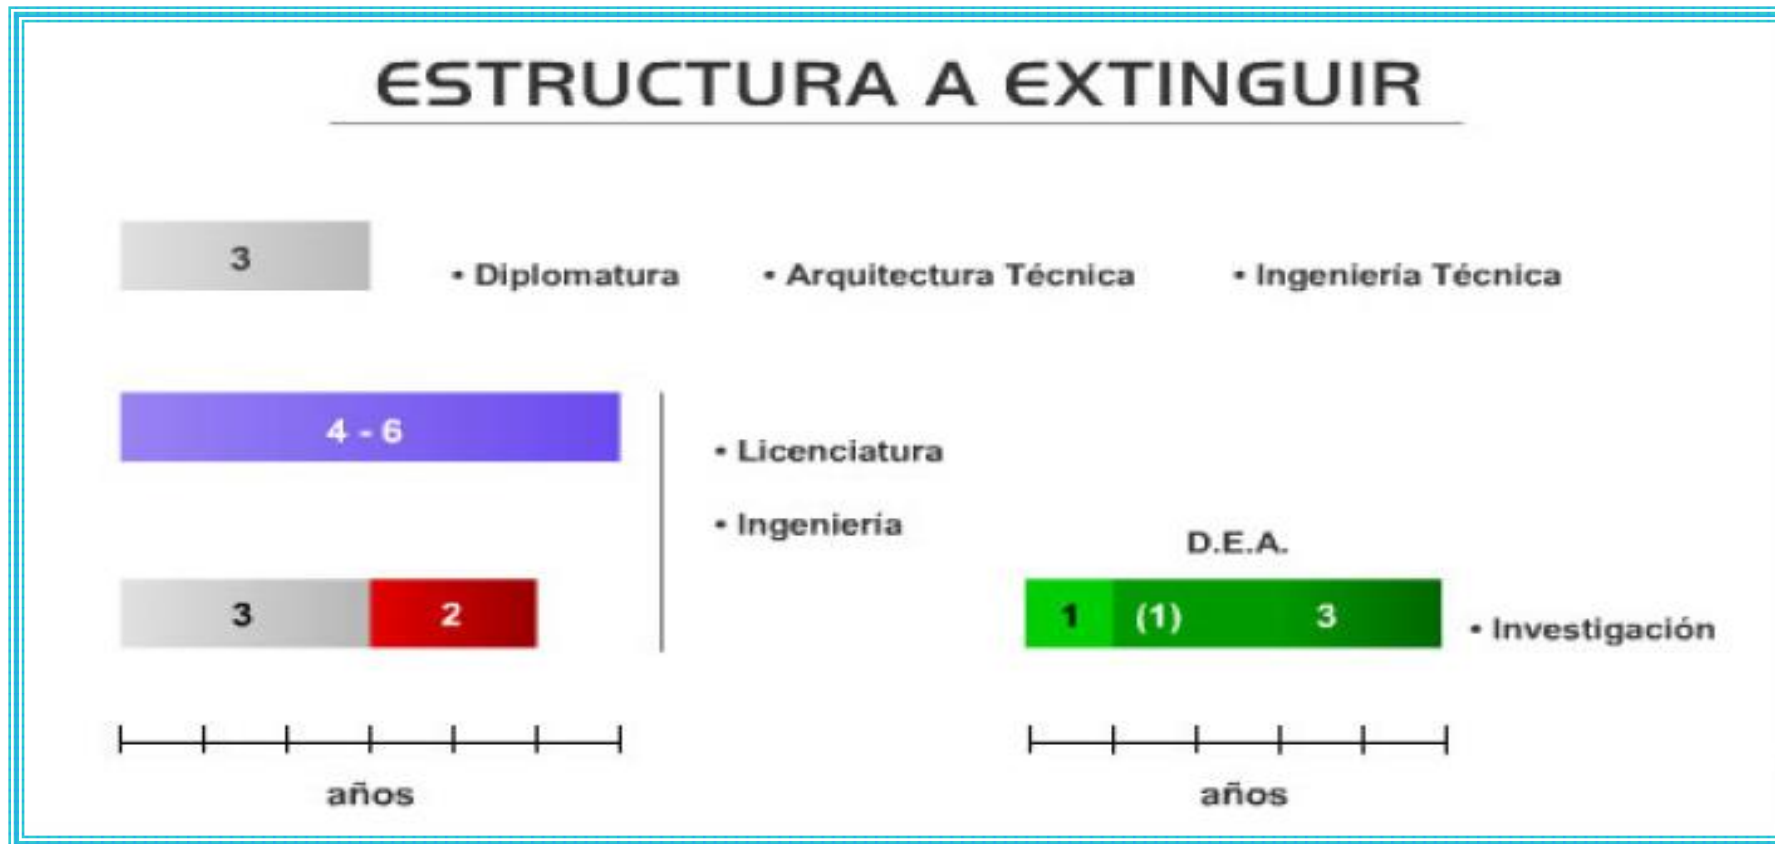 ESTRUCTURA A EXTINGUIR
3
• Diplomatura • Arquitectura Técnica • Ingeniería Técnica
4 - 6
• Licenciatura
• Ingeniería
D.E.A.
3 2
1 (1) 3
• Investigación
años
años